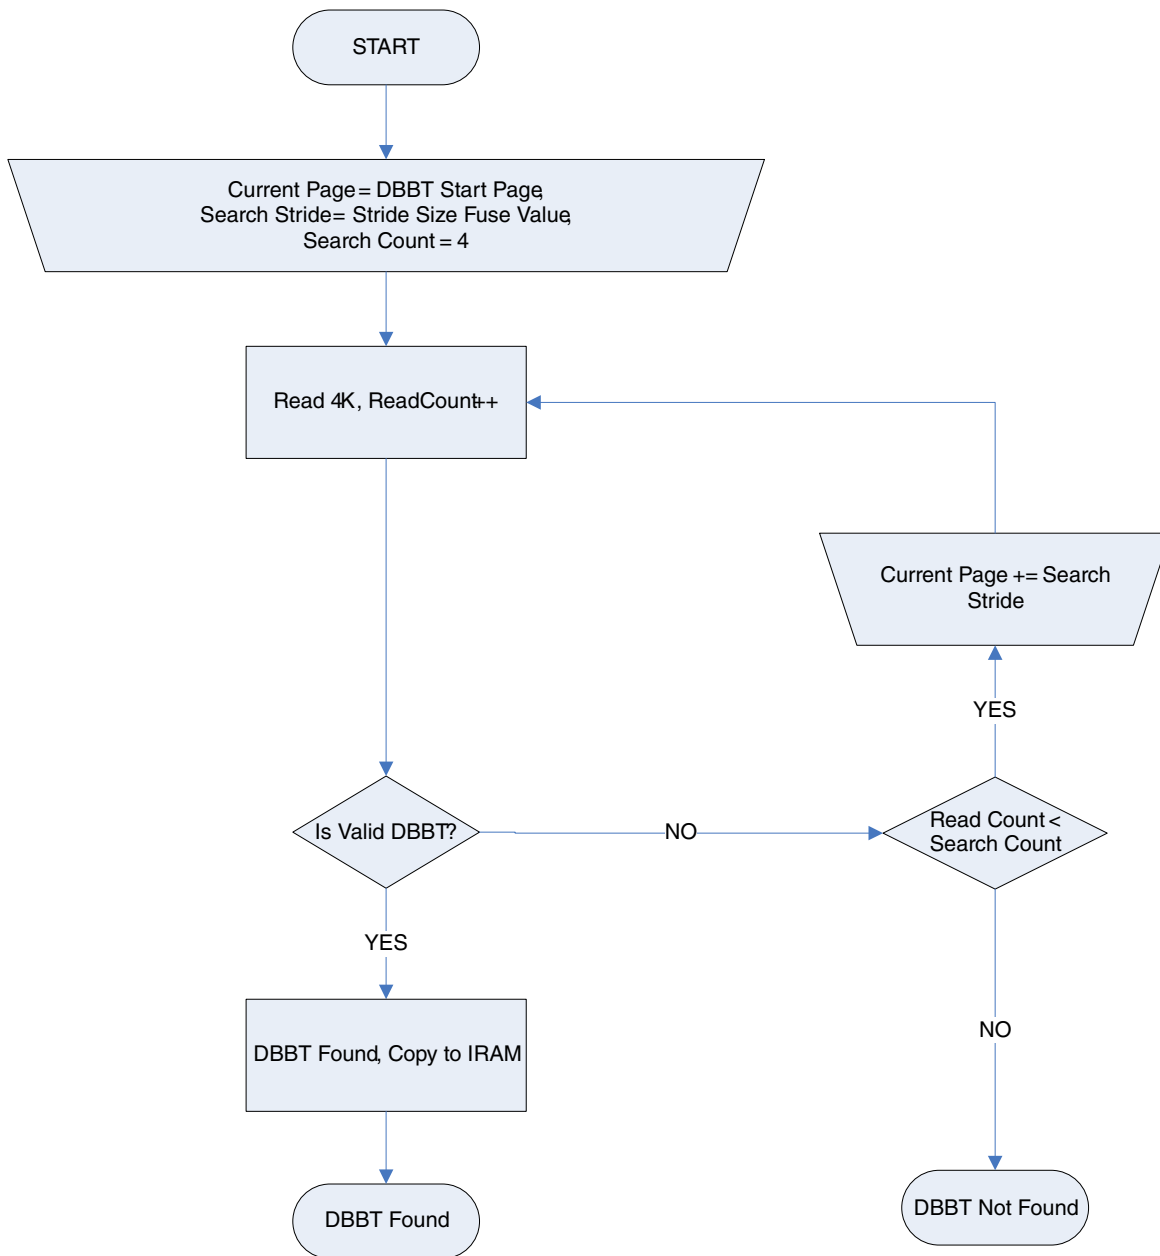 START
Current Page = DBBT Start Page,
Search Stride = Stride Size Fuse Value,
Search Count = 4
Read 4K, ReadCount++
Current Page += Search
Stride
YES
Is Valid DBBT?
NO
Read Count <
Search Count
YES
DBBT Found, Copy to IRAM
NO
DBBT Found
DBBT Not Found